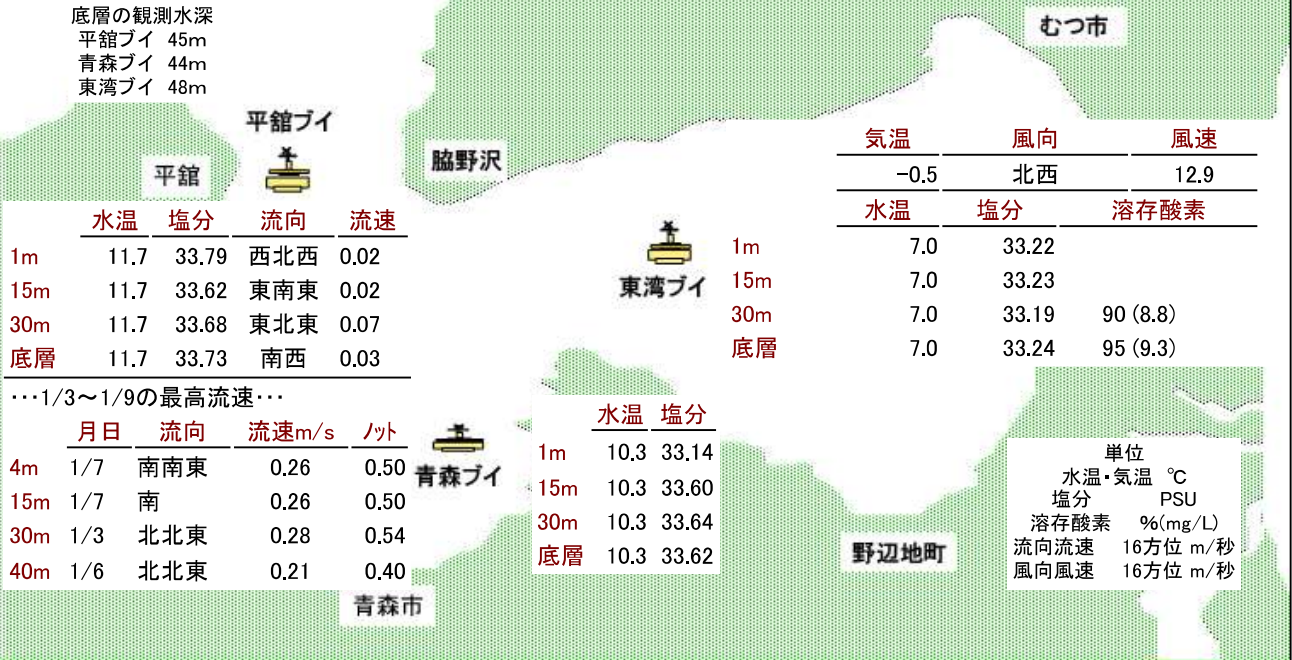 底層の観測水深
平舘ブイ 45m
青森ブイ 44m
東湾ブイ 48m
むつ市
平舘ブイ
脇野沢
平舘
気温 風向 風速
-0.5 北西 12.9
水温 塩分 溶存酸素
1m 7.0 33.22
15m 7.0 33.23
30m 7.0 33.19 90 (8.8)
底層 7.0 33.24 95 (9.3)
東湾ブイ
水温 塩分 流向 流速
1m 11.7 33.79 西北西 0.02
15m 11.7 33.62 東南東 0.02
30m 11.7 33.68 東北東 0.07
底層 11.7 33.73 南西 0.03
…1/3～1/9の最高流速…
月日 流向 流速m/s ノット
4m 1/7 南南東 0.26 0.50
15m 1/7 南 0.26 0.50
30m 1/3 北北東 0.28 0.54
40m 1/6 北北東 0.21 0.40
青森ブイ
水温 塩分
1m 10.3 33.14
15m 10.3 33.60
30m 10.3 33.64
底層 10.3 33.62
青森市
野辺地町
単位
水温・気温 ℃
塩分 PSU
溶存酸素 %(mg/L)
流向流速 16方位 m/秒
風向風速 16方位 m/秒